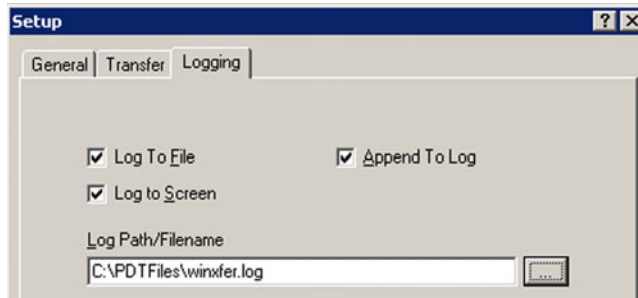 Setup
General Transfer Logging
Log To File Append To Log
Log to Screen
Log Path/Filename
C:\PDTFiles\winxfer.log ...